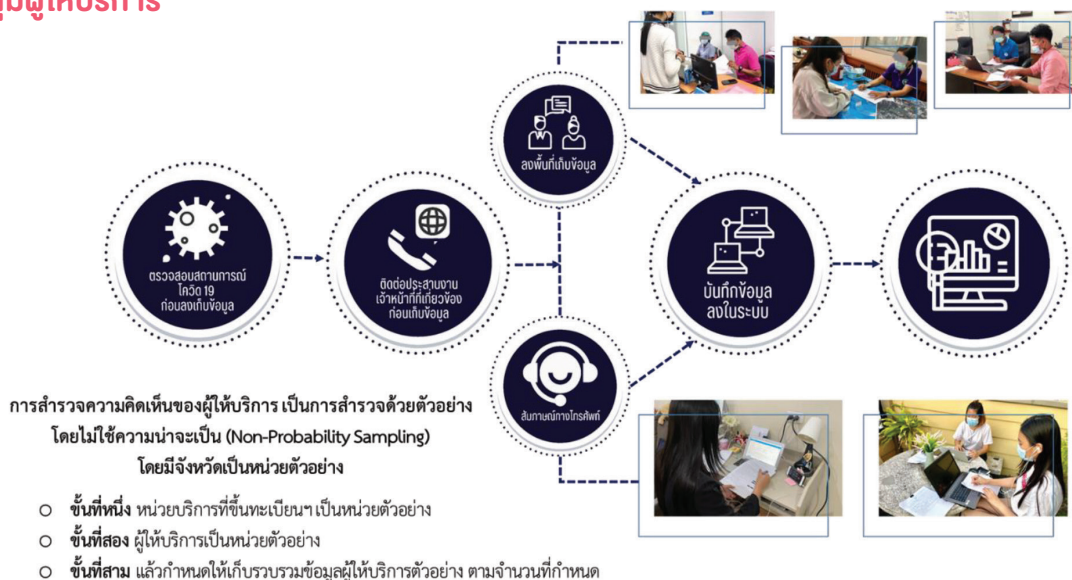 ลุ่มผู้ให้บริการ
ลงพื้นที่เก็บข้อมูล
ตรวจสอบสถานการณ์
โควิด 19
ก่อนลงเก็บข้อมูล
ติดต่อประสานงาน
เจ้าหน้าที่ที่เกี่ยวข้อง
ก่อนเก็บข้อมูล
บันทึกข้อมูล
ลงในระบบ
สัมภาษณ์ทางโทรศัพท์
การสำรวจความคิดเห็นของผู้ให้บริการ เป็นการสำรวจด้วยตัวอย่าง
โดยไม่ใช้ความน่าจะเป็น (Non-Probability Sampling)
โดยมีจังหวัดเป็นหน่วยตัวอย่าง
ขั้นที่หนึ่ง หน่วยบริการที่ขึ้นทะเบียนฯ เป็นหน่วยตัวอย่าง
ขั้นที่สอง ผู้ให้บริการเป็นหน่วยตัวอย่าง
ขั้นที่สาม แล้วกำหนดให้เก็บรวบรวมข้อมูลผู้ให้บริการตัวอย่าง ตามจำนวนที่กำหนด